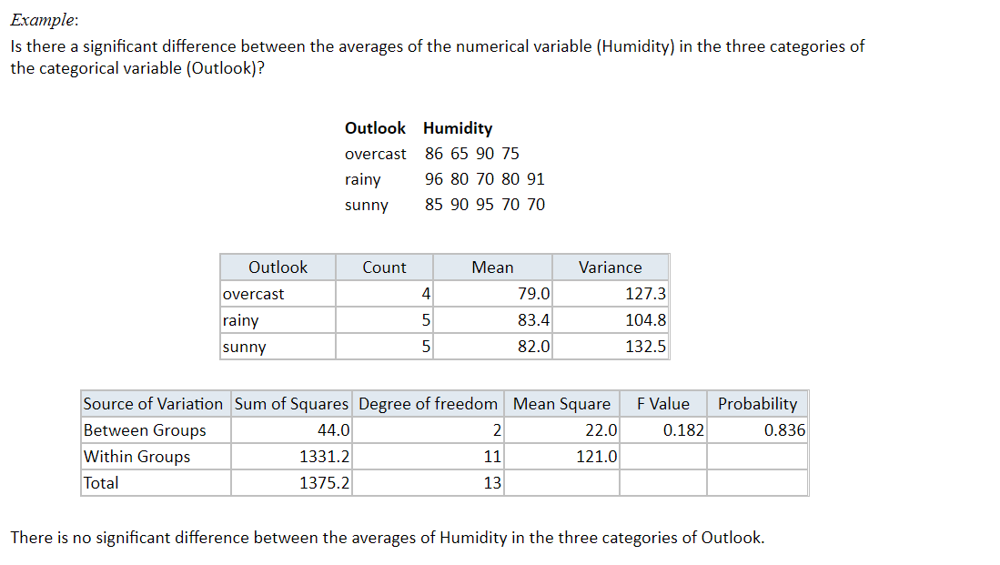 Example:
Is there a significant difference between the averages of the numerical variable (Humidity) in the three categories of
the categorical variable (Outlook)?
Outlook Humidity
overcast 86 65 90 75
rainy 96 80 70 80 91
sunny 85 90 95 70 70
Outlook Count Mean Variance
overcast 4 79.0 127.3
rainy 5 83.4 104.8
sunny 5 82.0 132.5
Source of Variation Sum of Squares Degree of freedom Mean Square F Value Probability
Between Groups 44.0 2 22.0 0.182 0.836
Within Groups 1331.2 11 121.0
Total 1375.2 13
There is no significant difference between the averages of Humidity in the three categories of Outlook.